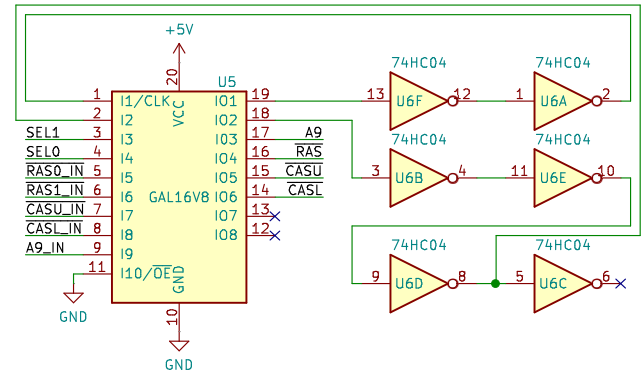 +5V
U5
GAL16V8
20
VCC
1 I1/CLK
2 I2
SEL1 3 I3
SEL0 4 I4
RAS0_IN 5 I5
RAS1_IN 6 I6
CASU_IN 7 I7
CASL_IN 8 I8
A9_IN 9 I9
11 I10/OE
GND
10
GND
GND
IO1 19
IO2 18
IO3 17 A9
IO4 16 RAS
IO5 15 CASU
IO6 14 CASL
IO7 13
IO8 12
74HC04
13 U6F 12
74HC04
1 U6A 2
74HC04
3 U6B 4
74HC04
11 U6E 10
74HC04
9 U6D 8
74HC04
5 U6C 6